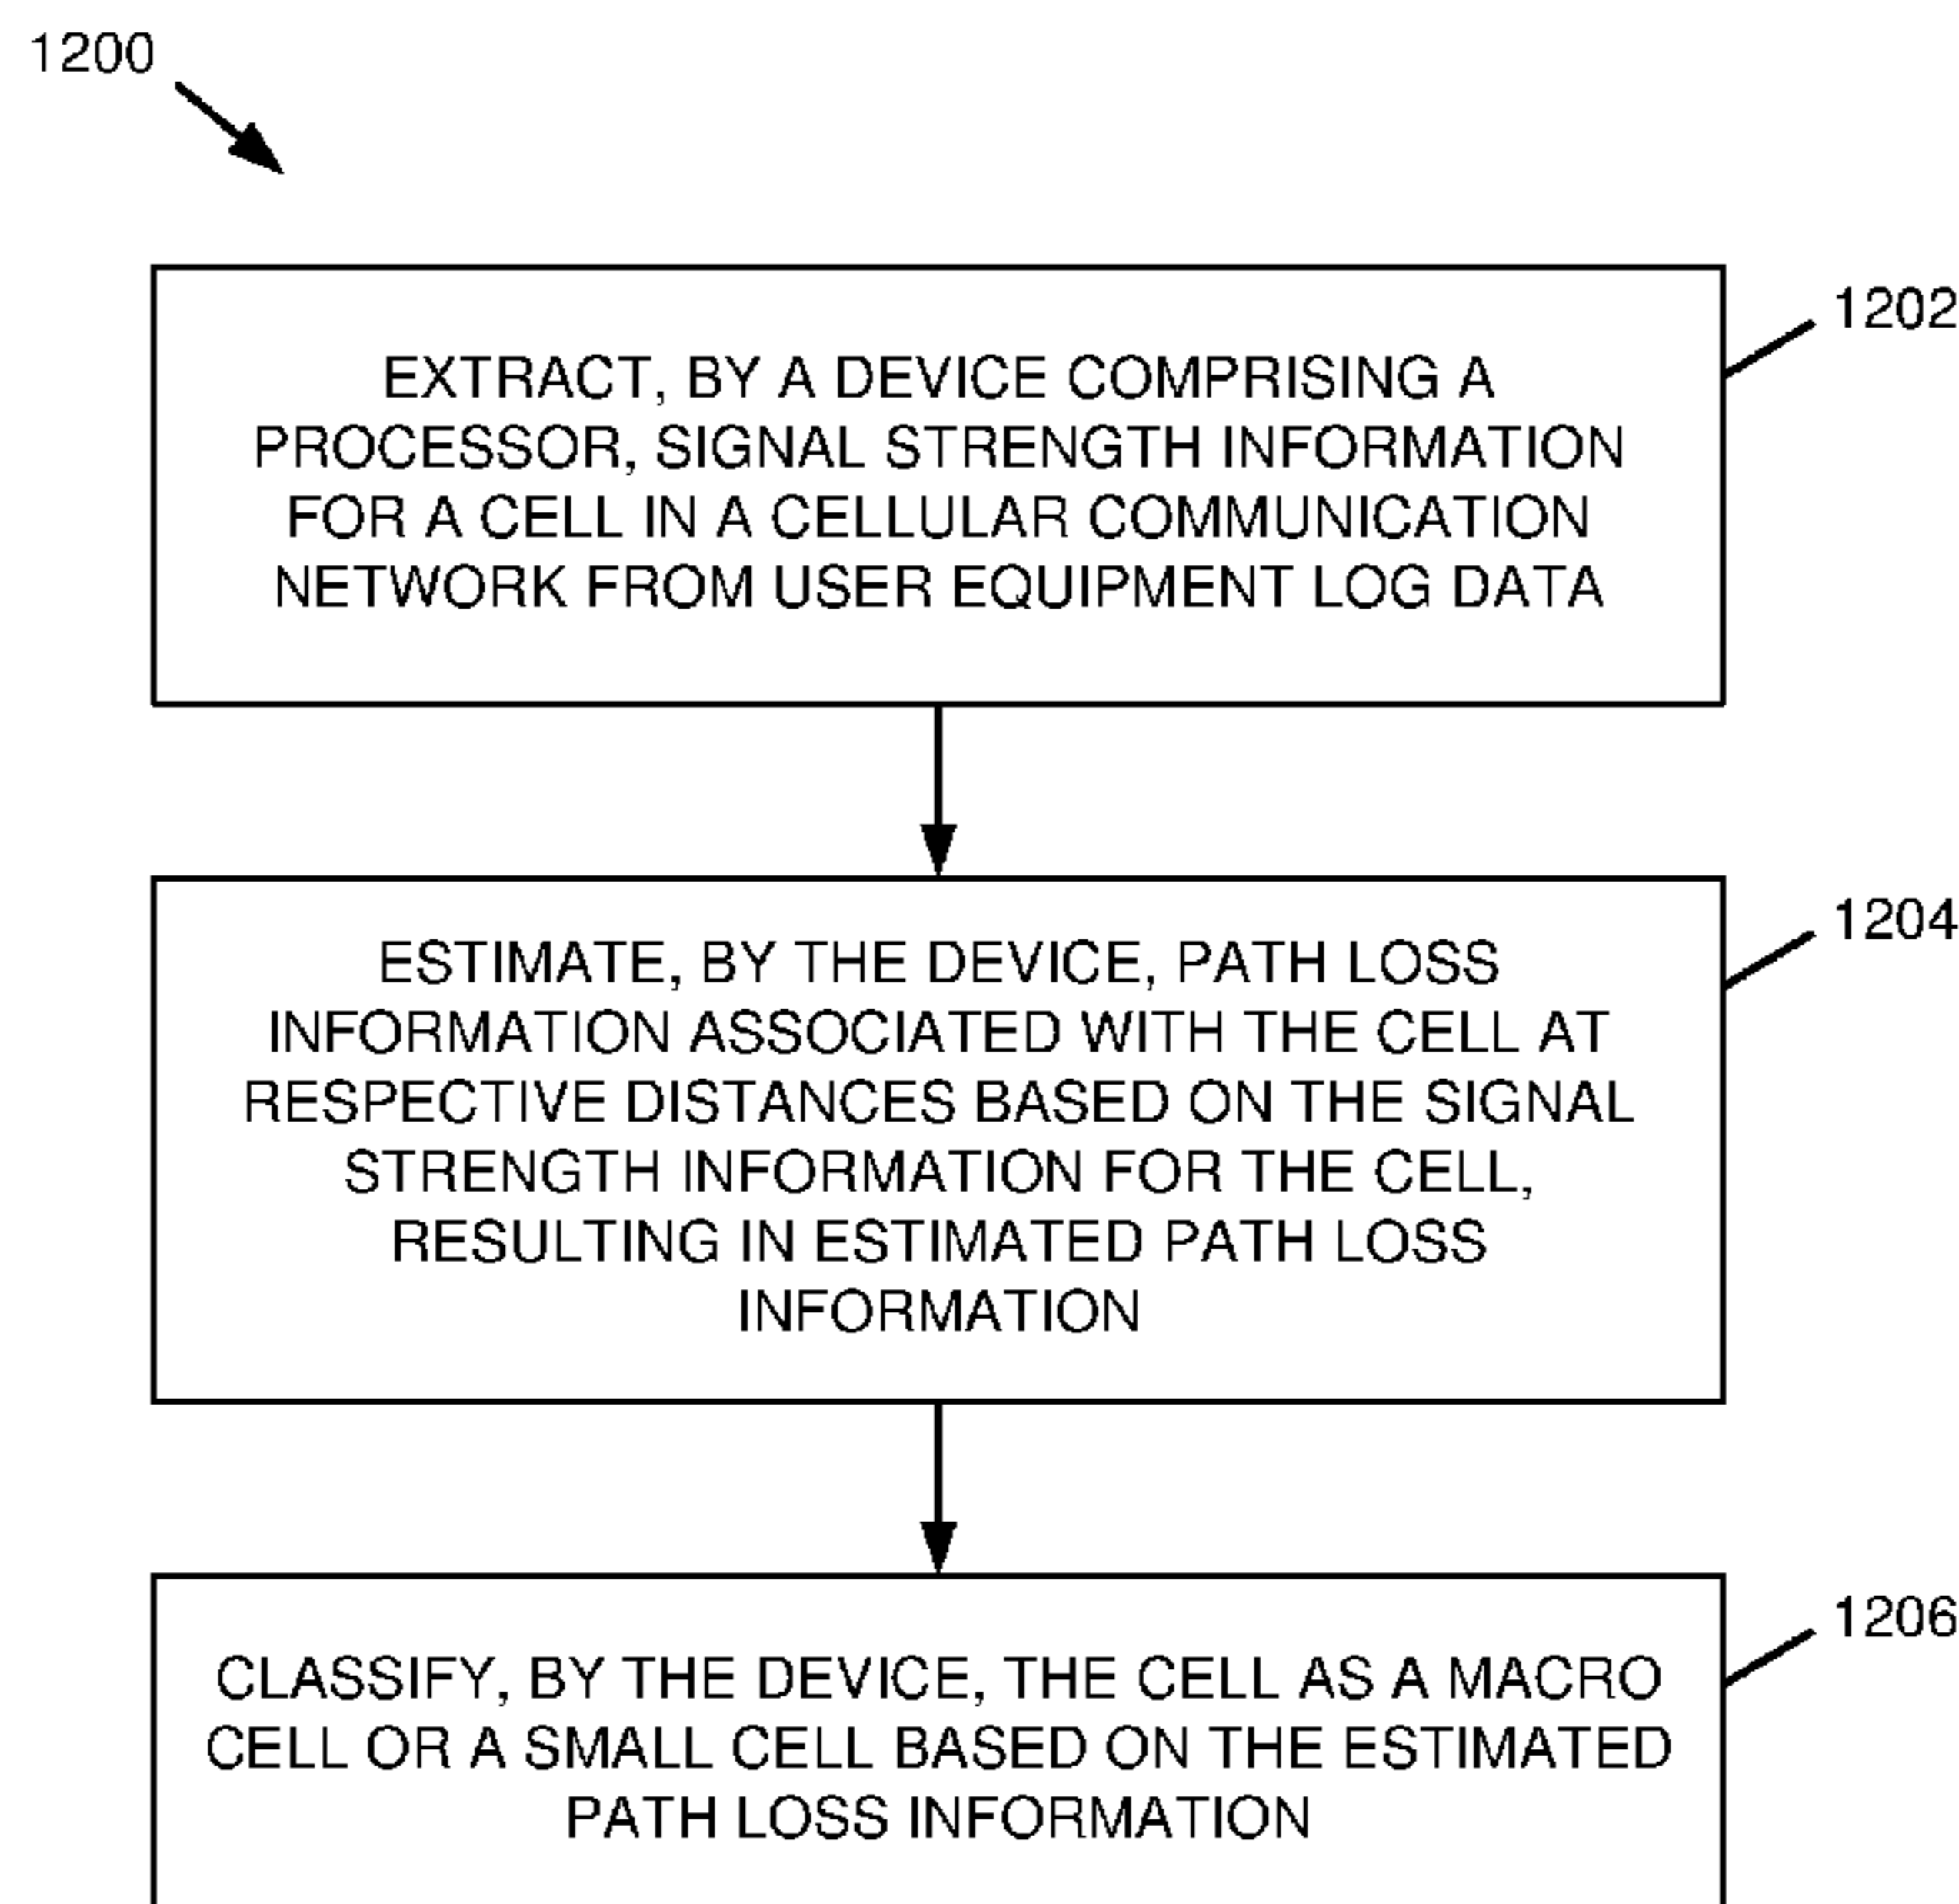 1200
1202
EXTRACT, BY A DEVICE COMPRISING A
PROCESSOR, SIGNAL STRENGTH INFORMATION
FOR A CELL IN A CELLULAR COMMUNICATION
NETWORK FROM USER EQUIPMENT LOG DATA
1204
ESTIMATE, BY THE DEVICE, PATH LOSS
INFORMATION ASSOCIATED WITH THE CELL AT
RESPECTIVE DISTANCES BASED ON THE SIGNAL
STRENGTH INFORMATION FOR THE CELL,
RESULTING IN ESTIMATED PATH LOSS
INFORMATION
1206
CLASSIFY, BY THE DEVICE, THE CELL AS A MACRO
CELL OR A SMALL CELL BASED ON THE ESTIMATED
PATH LOSS INFORMATION